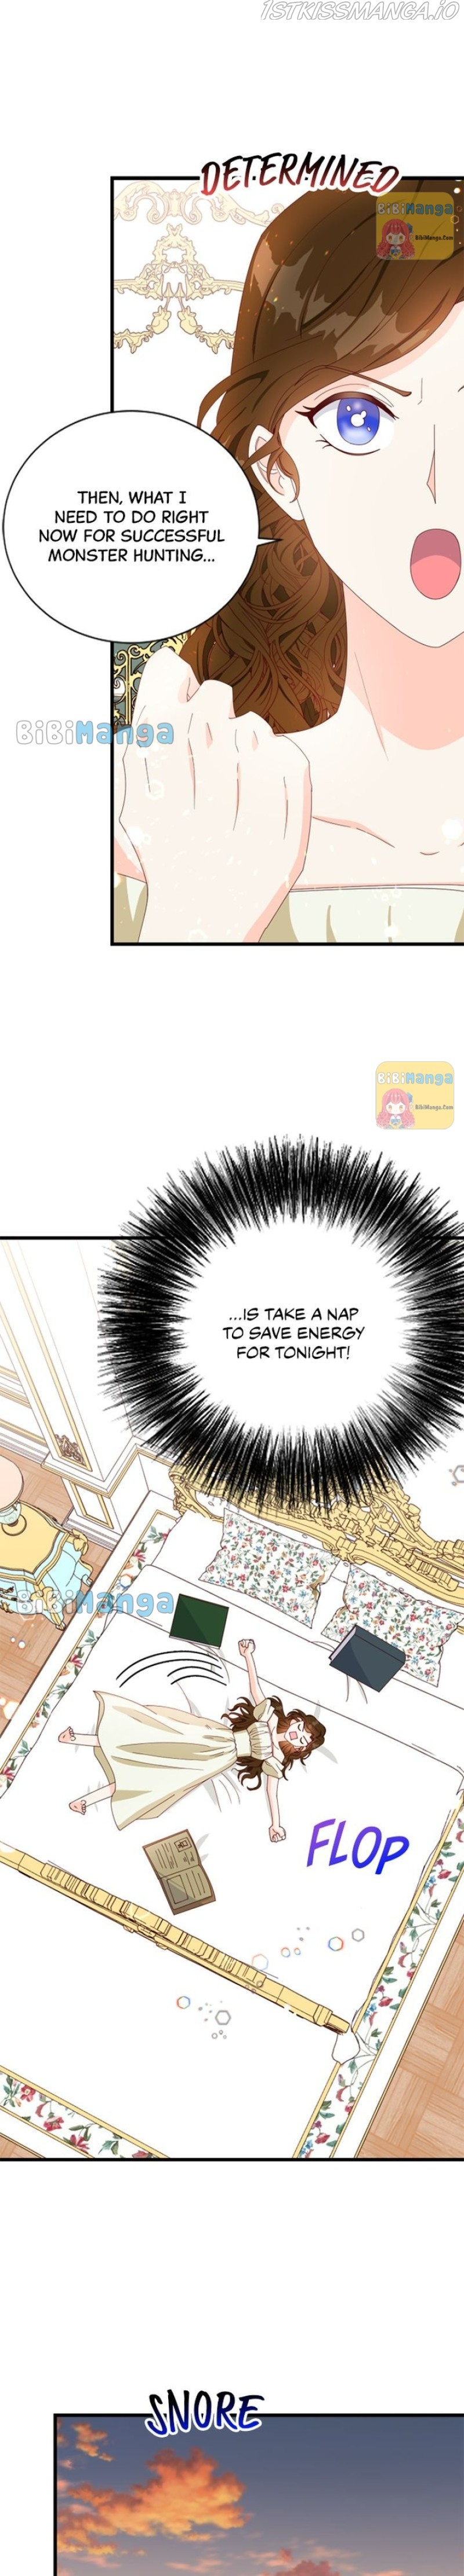 1STKISSMANGA.iO
DETERMINED
BiBiManga
BibiManga.Com
THEN, WHAT I
NEED TO DO RIGHT
NOW FOR SUCCESSFUL
MONSTER HUNTING...
BiBiManga
BiBiManga
BibiManga.Com
...IS TAKE A NAP
TO SAVE ENERGY
FOR TONIGHT!
BiBiManga
FLOP
SNORE